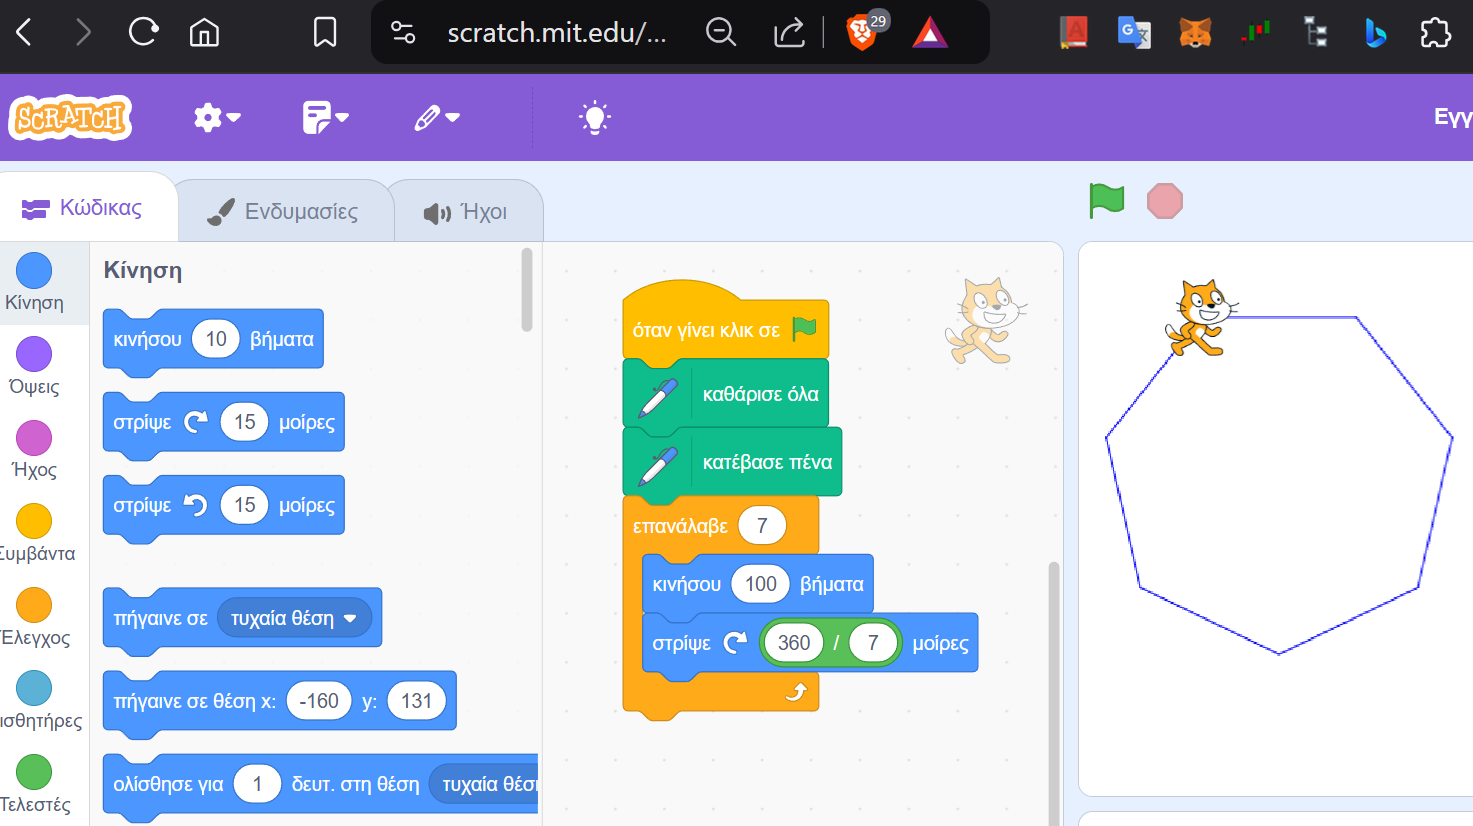 scratch.mit.edu/...
29
SCRATCH
Εγγ
Κώδικας
Ενδυμασίες
Ήχοι
Κίνηση
Όψεις
Ήχος
Συμβάντα
Έλεγχος
ισθητήρες
Τελεστές
Κίνηση
κινήσου 10 βήματα
στρίψε 15 μοίρες
στρίψε 15 μοίρες
πήγαινε σε τυχαία θέση
πήγαινε σε θέση x: -160 y: 131
ολίσθησε για 1 δευτ. στη θέση τυχαία θέσ
όταν γίνει κλικ σε
καθάρισε όλα
κατέβασε πένα
επανάλαβε 7
κινήσου 100 βήματα
στρίψε 360 / 7 μοίρες